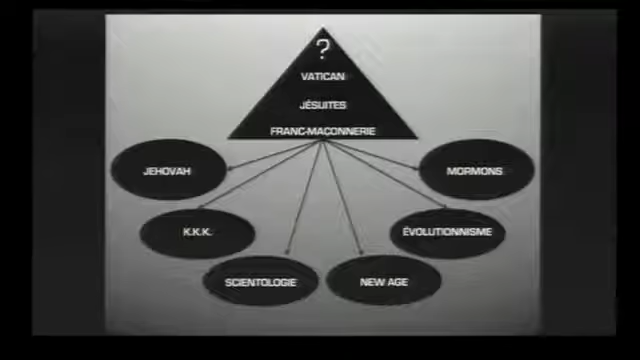 ?
VATICAN
JÉSUITES
FRANC-MAÇONNERIE
JEHOVAH
MORMONS
K.K.K.
ÉVOLUTIONNISME
SCIENTOLOGIE
NEW AGE